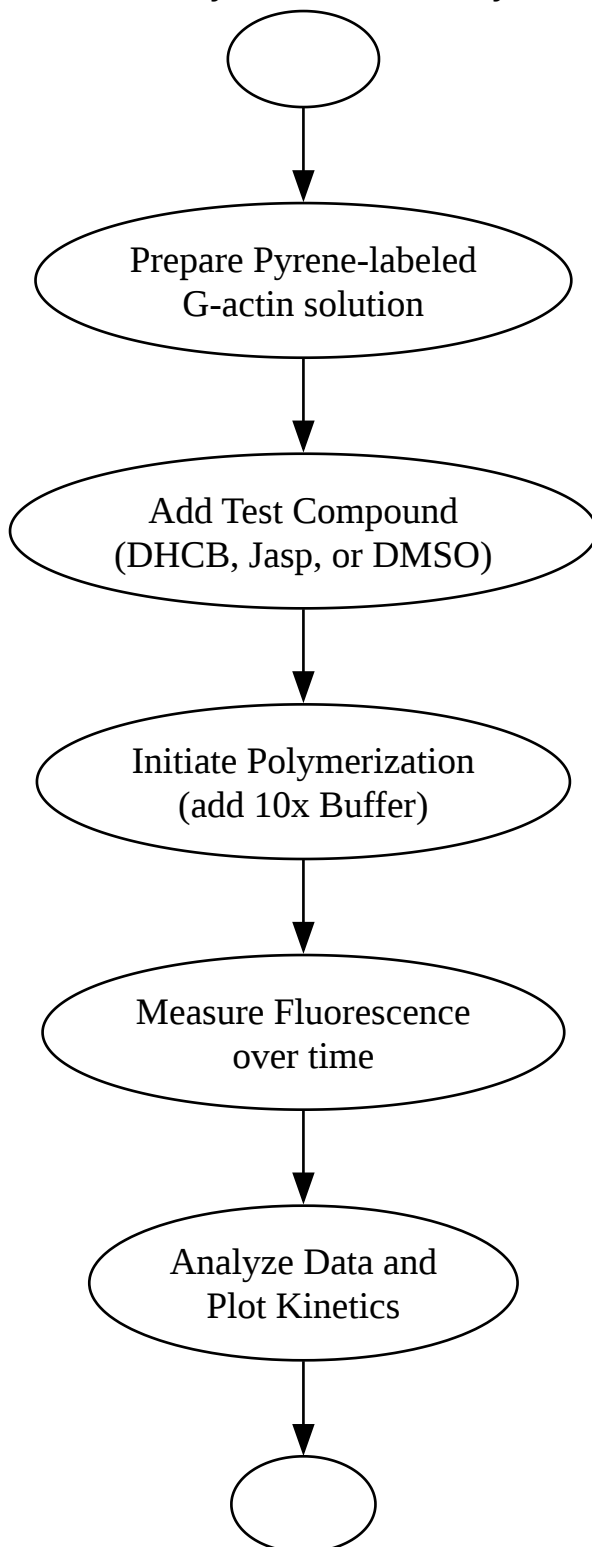 Prepare Pyrene-labeled
G-actin solution
Add Test Compound
(DHCB, Jasp, or DMSO)
Initiate Polymerization
(add 10x Buffer)
Measure Fluorescence
over time
Analyze Data and
Plot Kinetics